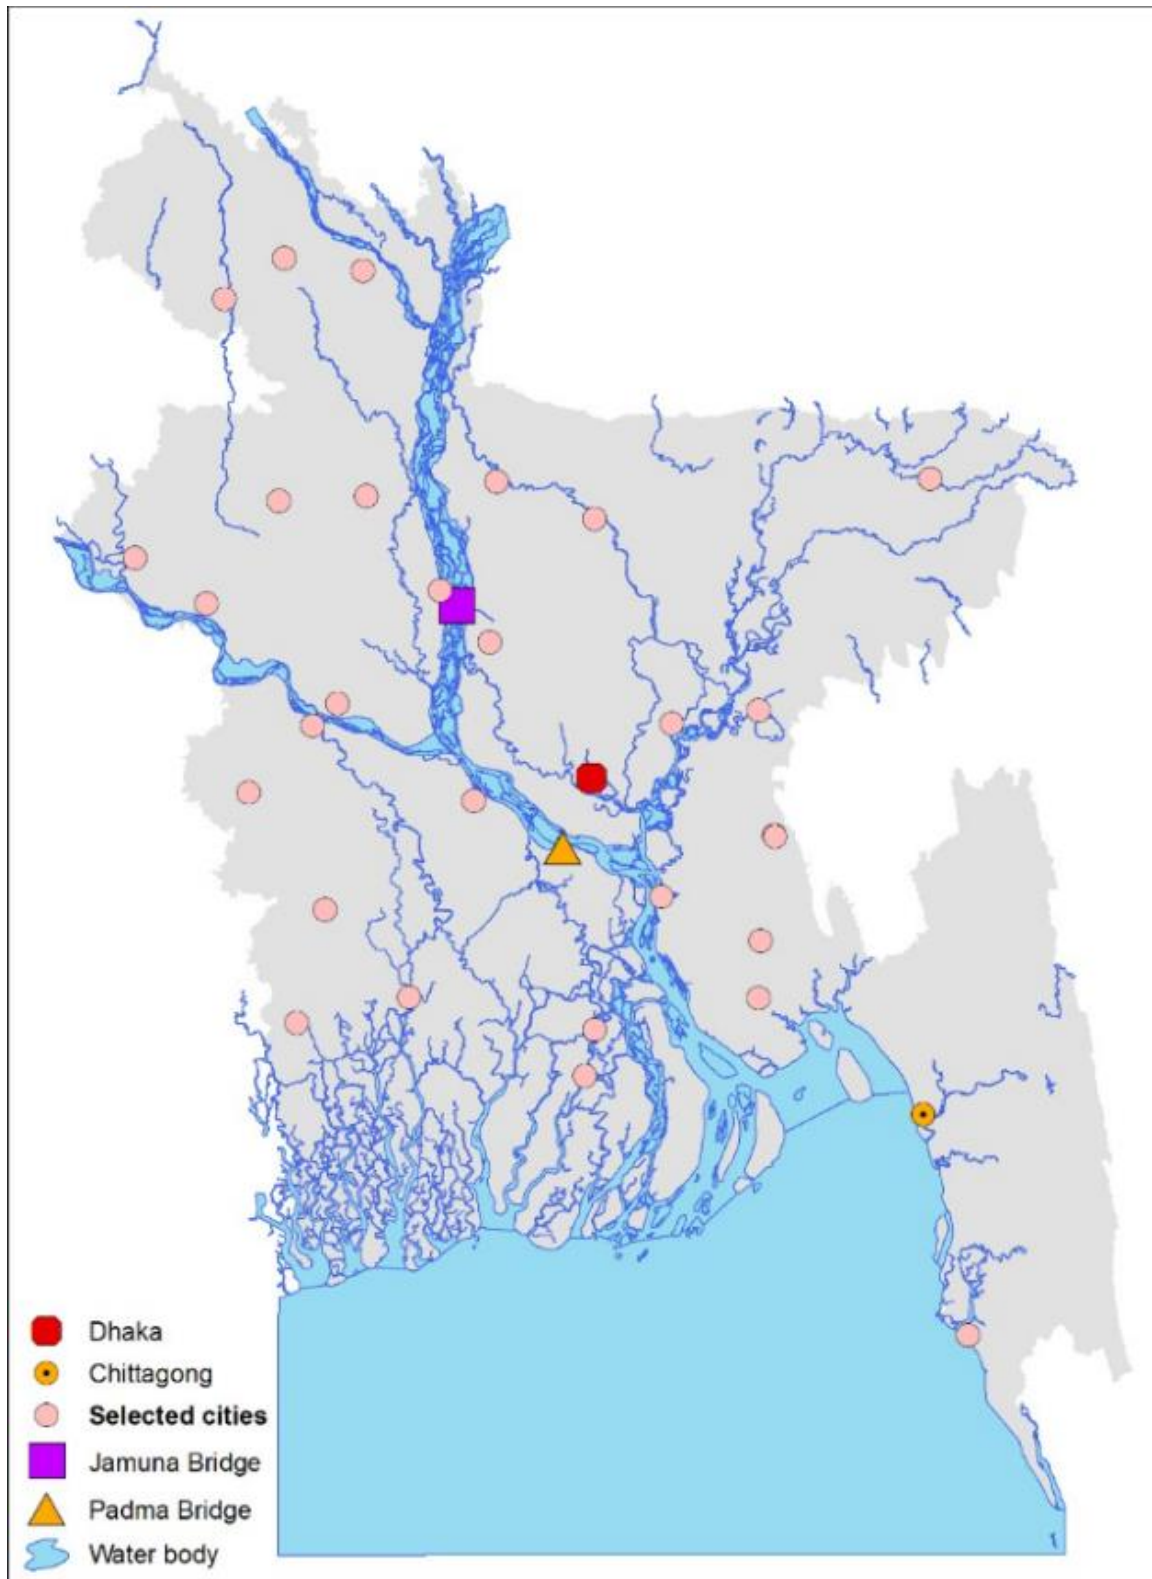 Dhaka
Chittagong
Selected cities
Jamuna Bridge
Padma Bridge
Water body